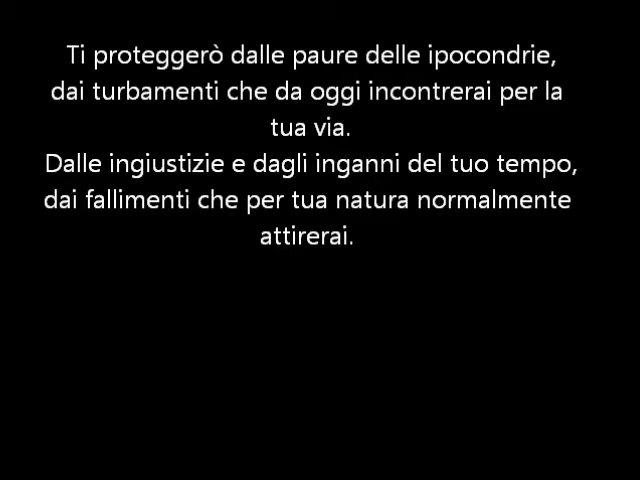 Ti proteggerò dalle paure delle ipocondrie,
dai turbamenti che da oggi incontrerai per la
tua via.
Dalle ingiustizie e dagli inganni del tuo tempo,
dai fallimenti che per tua natura normalmente
attirerai.